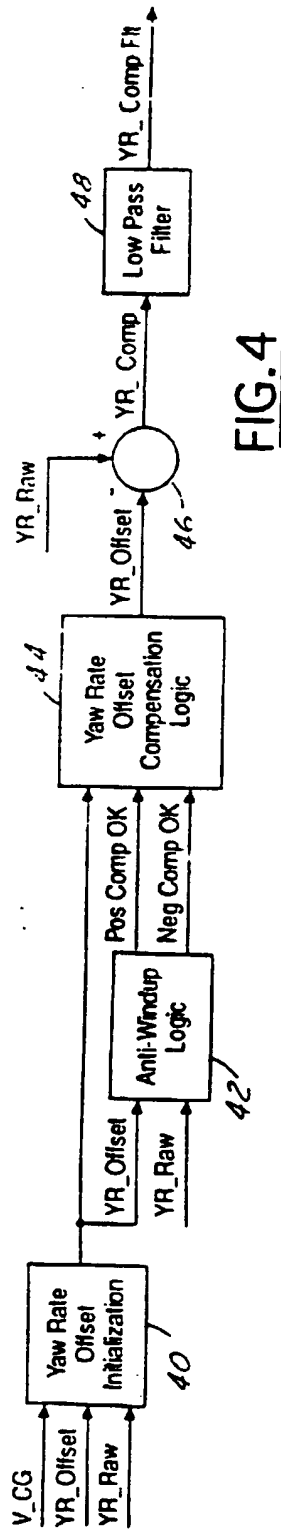 V_CG
YR_Offset
YR_Raw
Yaw Rate
Offset
Initialization
40
YR_Offset
YR_Raw
Anti-Windup
Logic
42
Pos Comp OK
Neg Comp OK
44
Yaw Rate
Offset
Compensation
Logic
YR_Offset
YR_Raw
+
-
46
YR_Comp
48
Low Pass
Filter
YR_Comp Flt
FIG.4